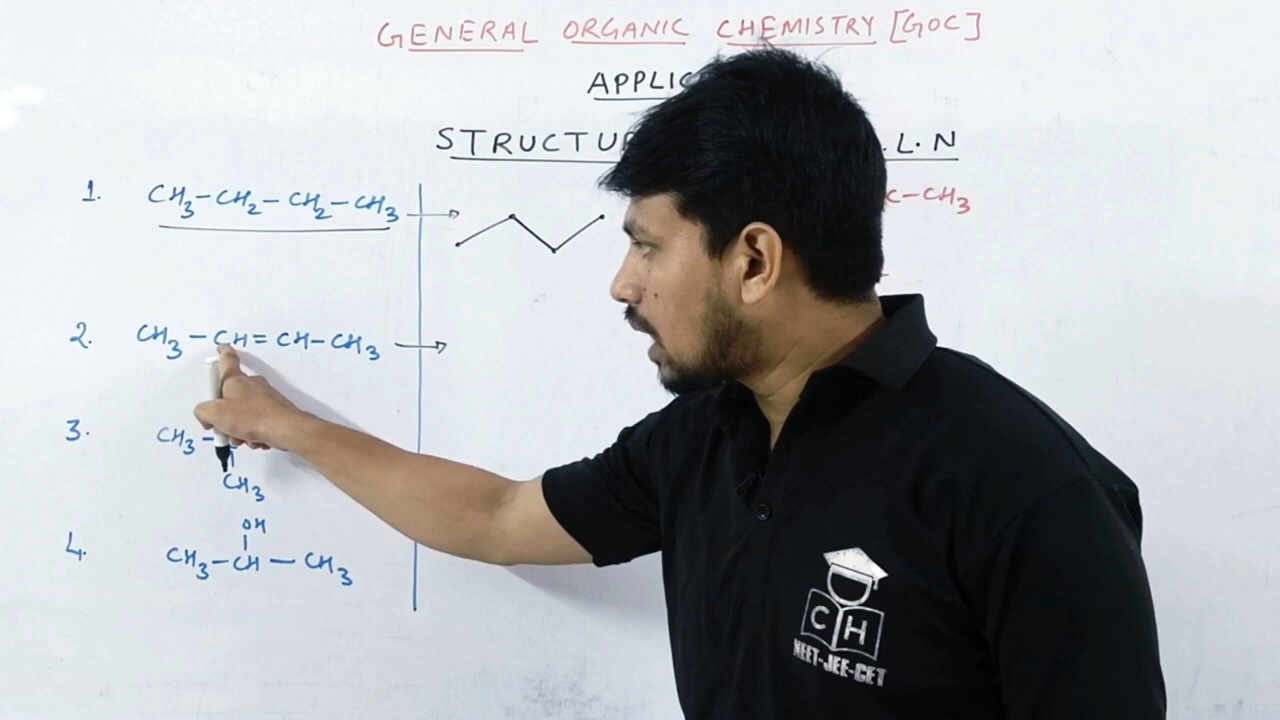 GENERAL ORGANIC CHEMISTRY [GOC]
APPLIC
STRUCTU .L.N
1. CH3-CH2-CH2-CH3
C-CH3
2. CH3-CH=CH-CH3
3. CH3-
CH3
OH
4. CH3-CH-CH3
CH
NEET-JEE-CET